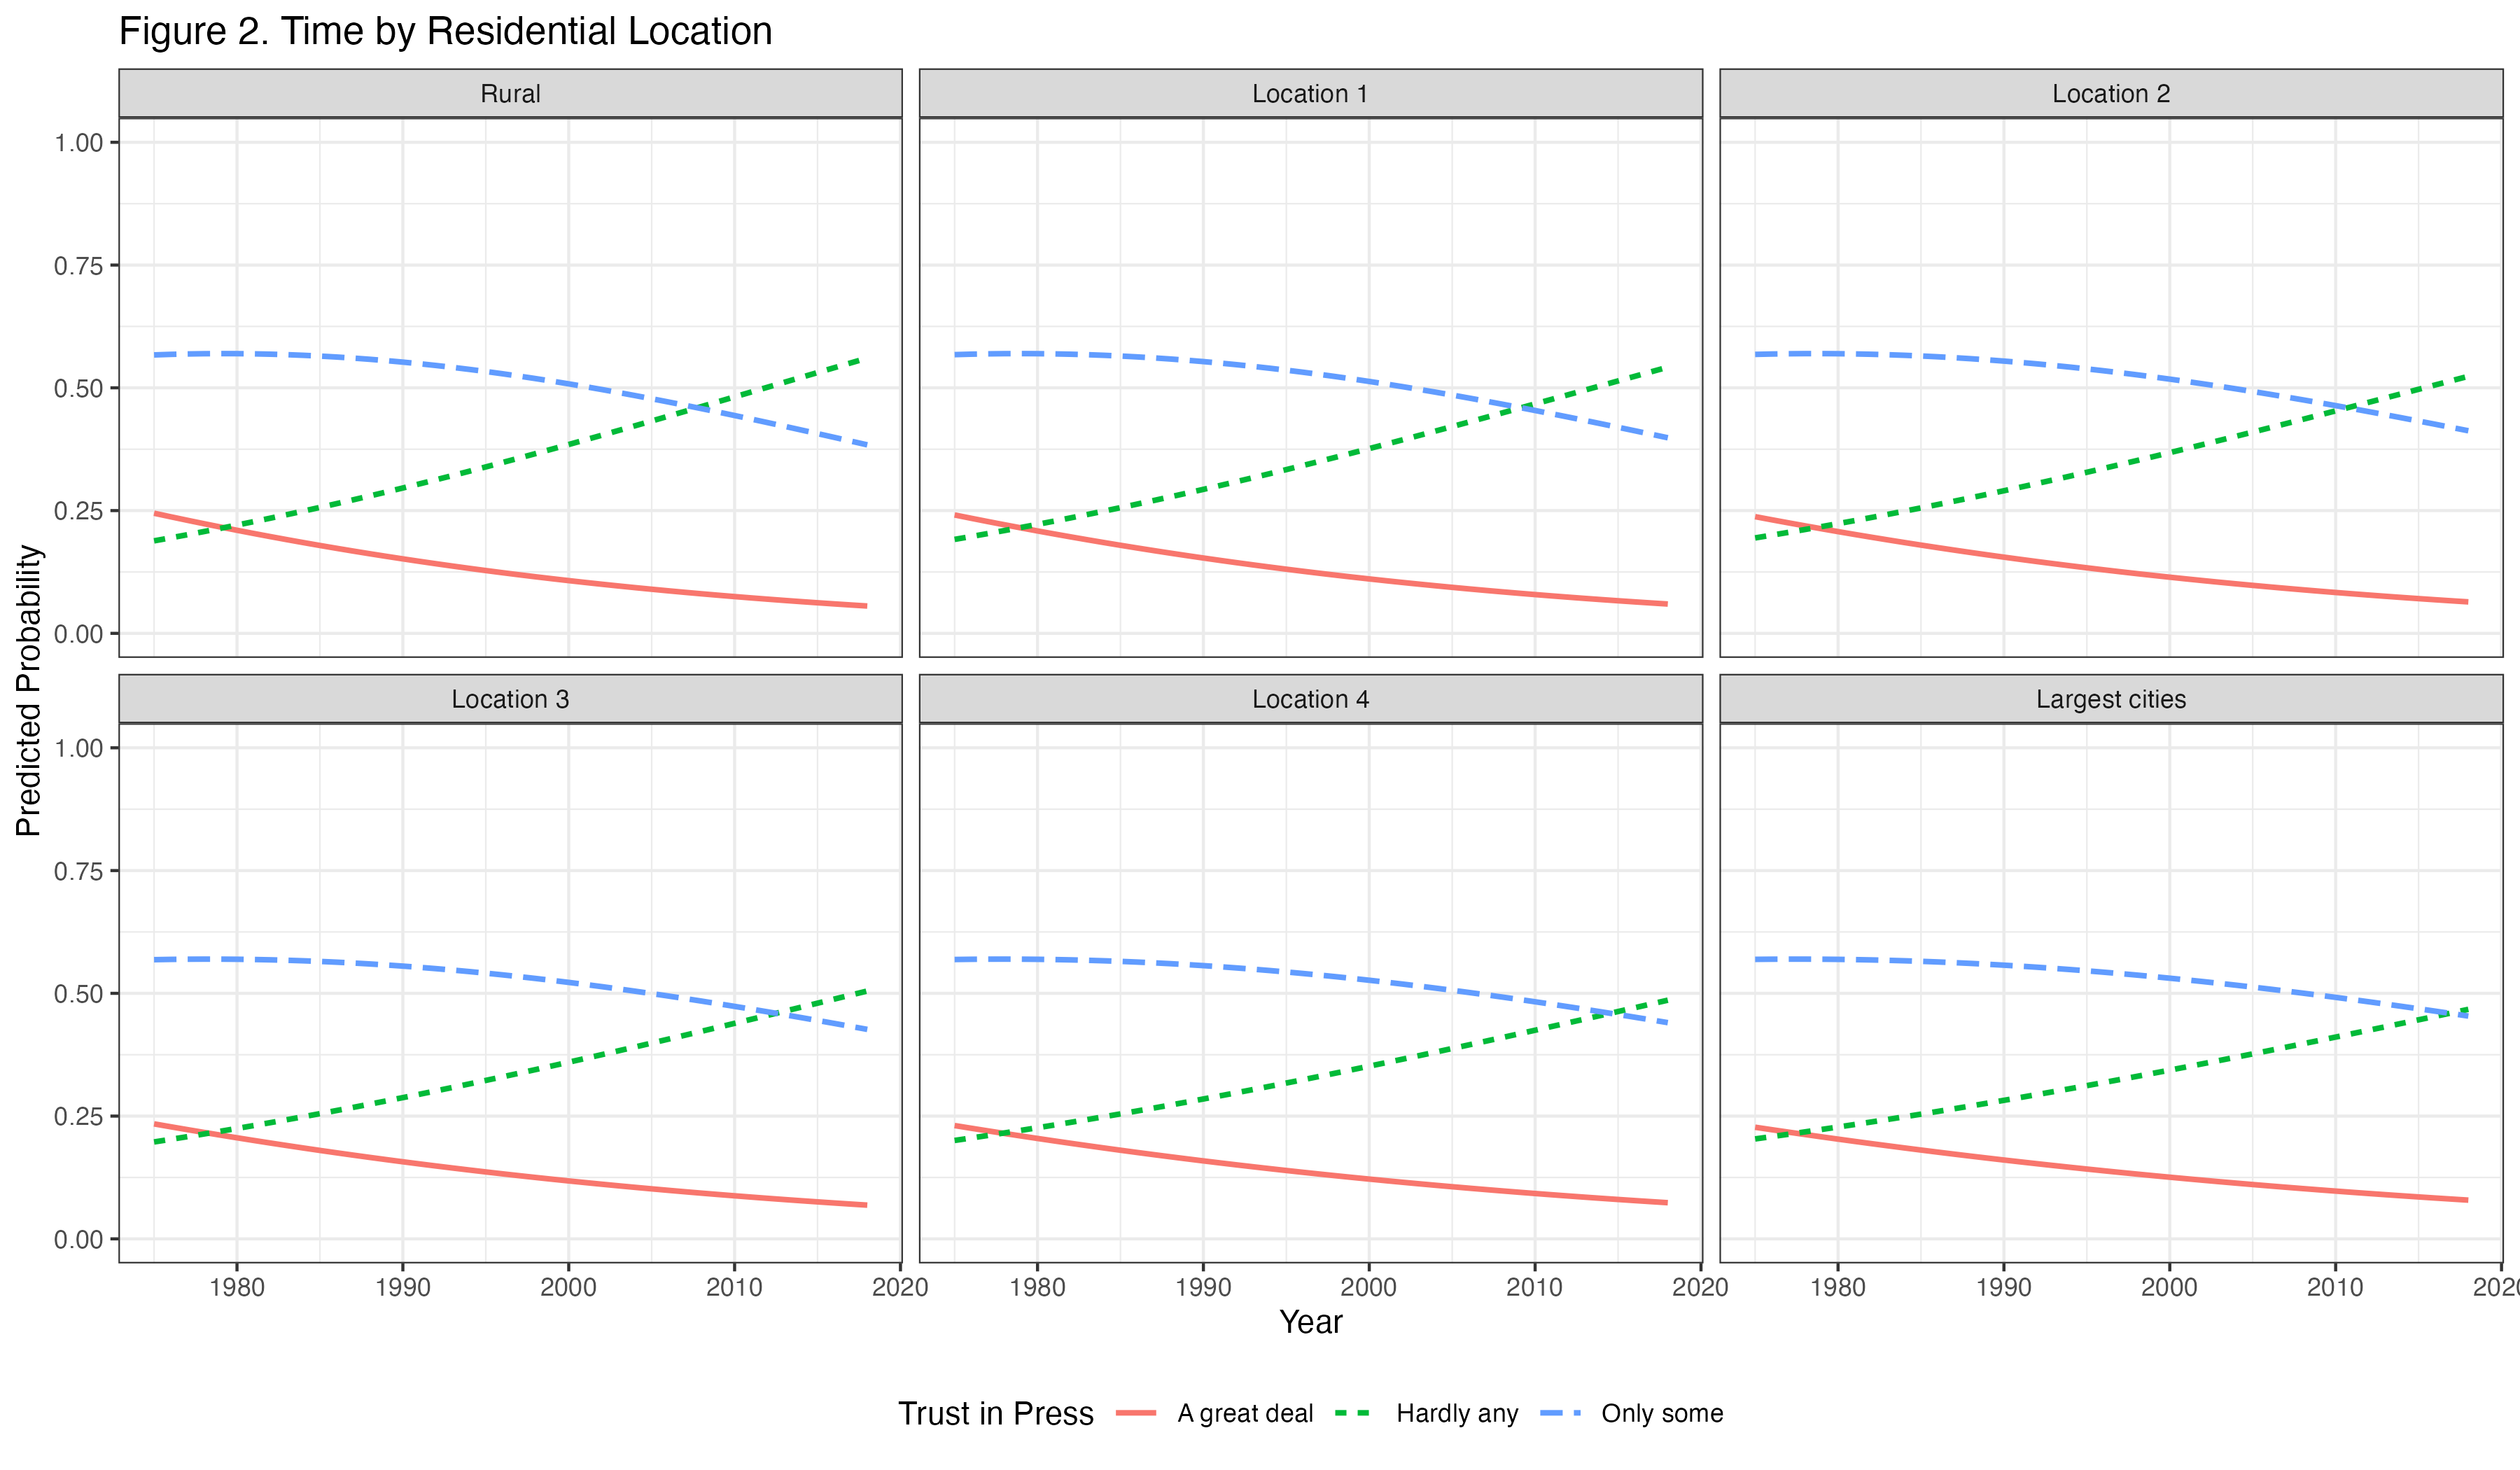 Figure 2. Time by Residential Location
Rural
Location 1
Location 2
1.00
0.75
0.50
0.25
0.00
Predicted Probability
Location 3
Location 4
Largest cities
1.00
0.75
0.50
0.25
0.00
1980 1990 2000 2010 2020 1980 1990 2000 2010 2020 1980 1990 2000 2010 202
Year
Trust in Press A great deal Hardly any Only some